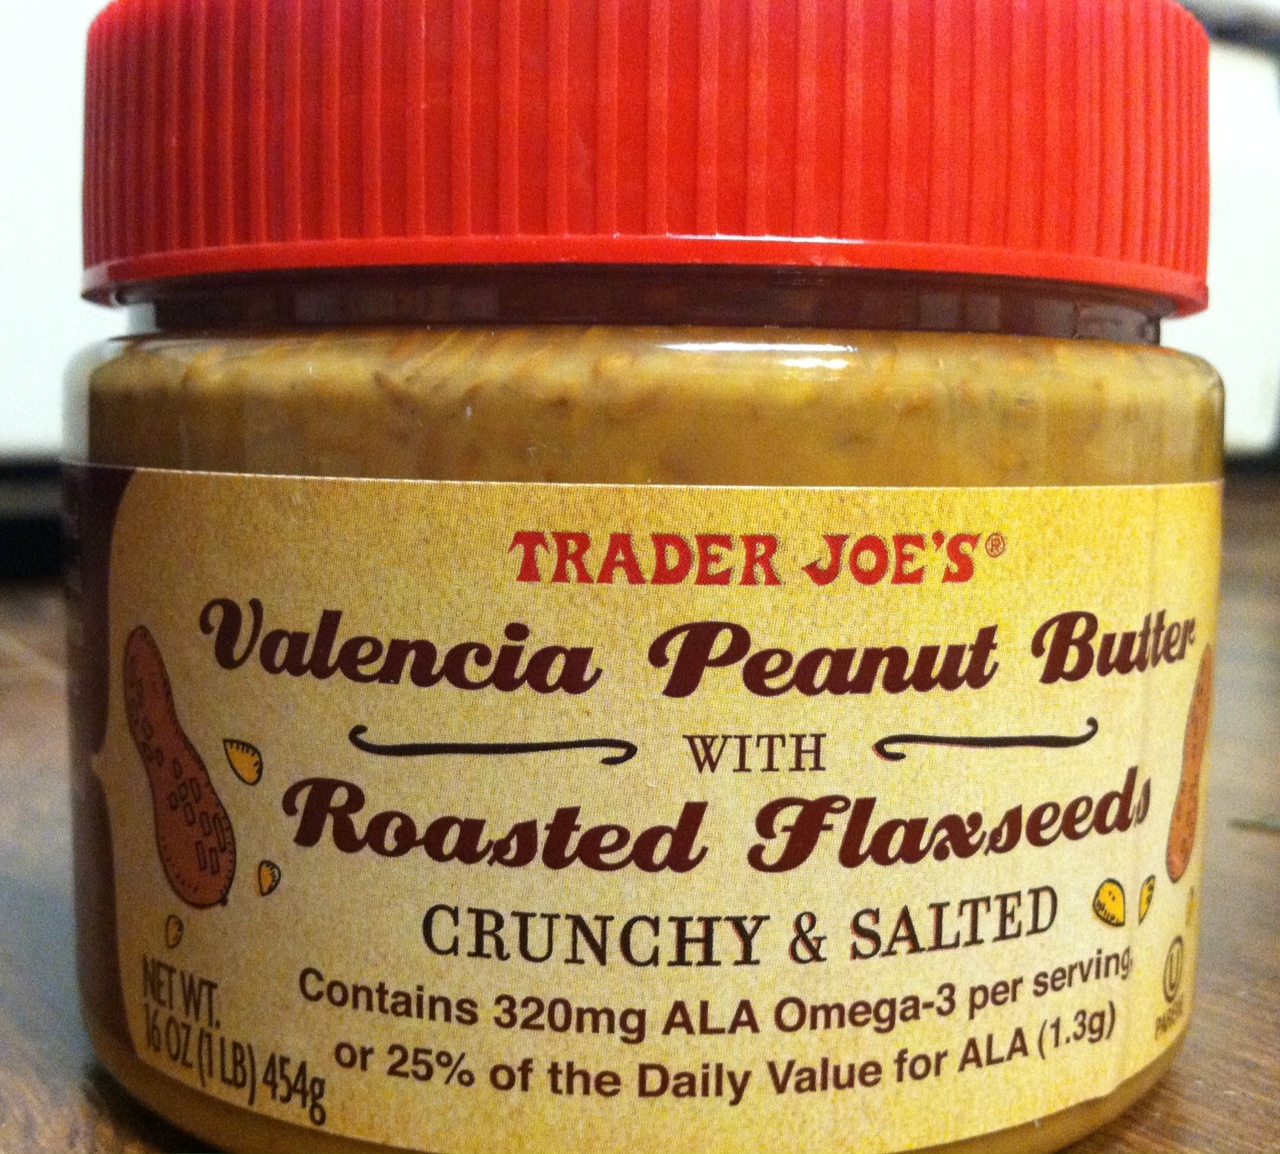 TRADER JOE'S®
Valencia Peanut Butter
WITH
Roasted Flaxseeds
CRUNCHY & SALTED
Contains 320mg ALA Omega-3 per serving,
or 25% of the Daily Value for ALA (1.3g)
NET WT.
16 OZ (1 LB) 454g
U
PAREVE